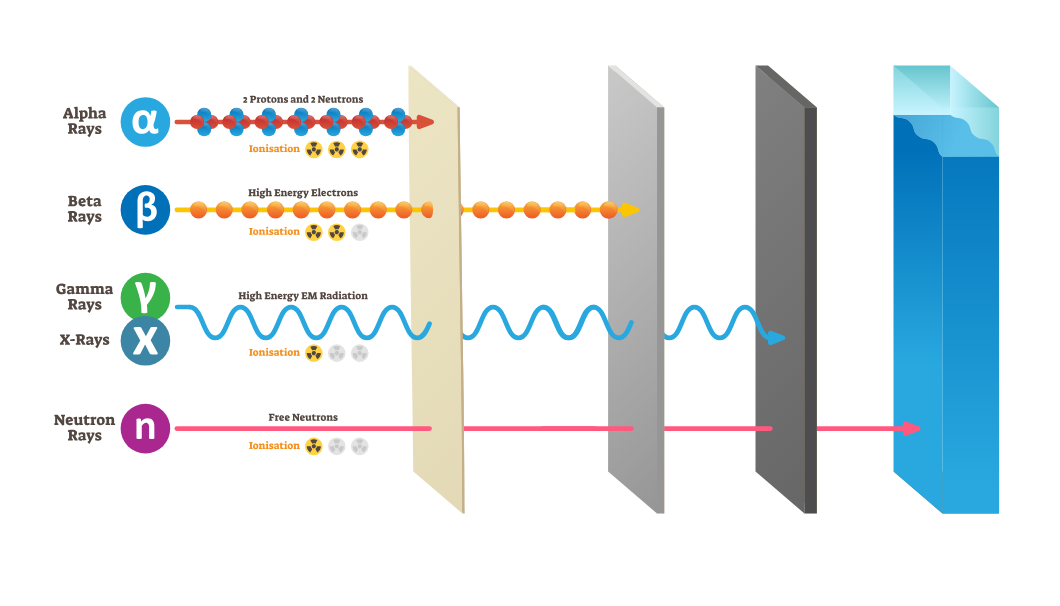 Alpha
Rays
α
2 Protons and 2 Neutrons
Ionisation
Beta
Rays
β
High Energy Electrons
Ionisation
Gamma
Rays
γ
High Energy EM Radiation
X-Rays
X
Ionisation
Neutron
Rays
n
Free Neutrons
Ionisation